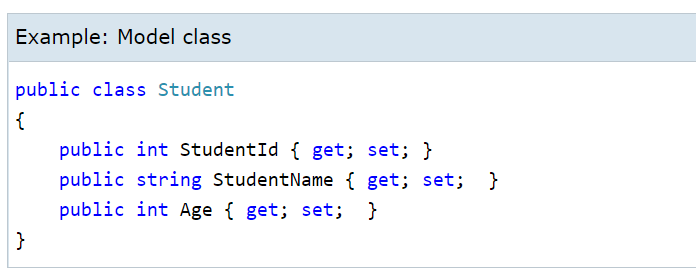 Example: Model class
public class Student
{
    public int StudentId { get; set; }
    public string StudentName { get; set;  }
    public int Age { get; set;  }
}